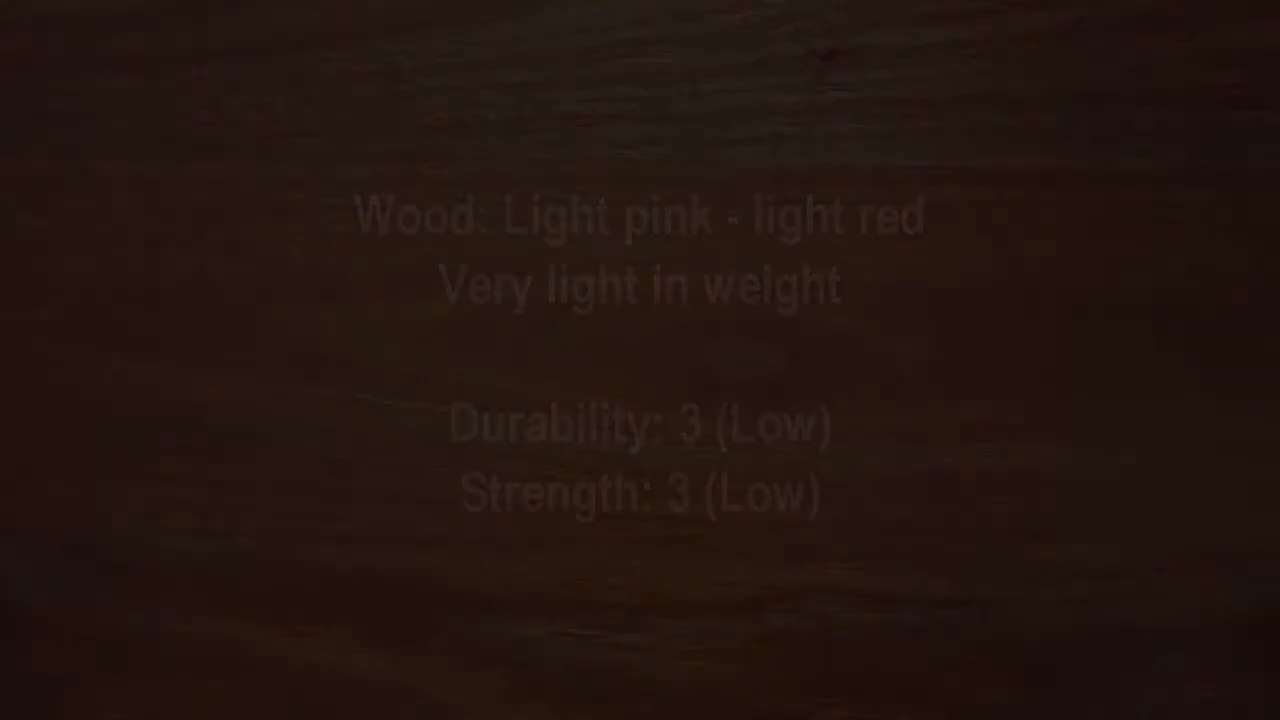 Wood: Light pink - light red
Very light in weight
Durability: 3 (Low)
Strength: 3 (Low)